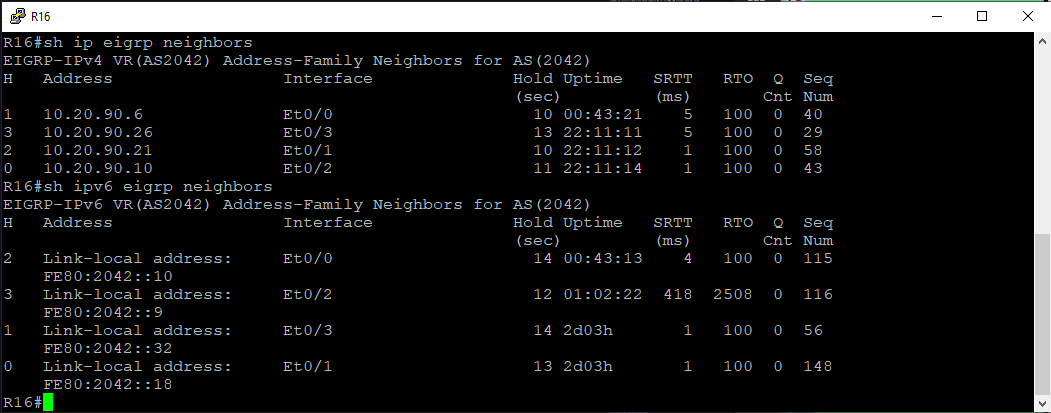 R16
R16#sh ip eigrp neighbors
EIGRP-IPv4 VR(AS2042) Address-Family Neighbors for AS(2042)
H   Address                 Interface              Hold Uptime   SRTT   RTO  Q  Seq
                                                   (sec)         (ms)       Cnt Num
1   10.20.90.6              Et0/0                    10 00:43:21    5   100  0  40
3   10.20.90.26             Et0/3                    13 22:11:11    5   100  0  29
2   10.20.90.21             Et0/1                    10 22:11:12    1   100  0  58
0   10.20.90.10             Et0/2                    11 22:11:14    1   100  0  43
R16#sh ipv6 eigrp neighbors
EIGRP-IPv6 VR(AS2042) Address-Family Neighbors for AS(2042)
H   Address                 Interface              Hold Uptime   SRTT   RTO  Q  Seq
                                                   (sec)         (ms)       Cnt Num
2   Link-local address:     Et0/0                    14 00:43:13    4   100  0  115
    FE80:2042::10
3   Link-local address:     Et0/2                    12 01:02:22  418  2508  0  116
    FE80:2042::9
1   Link-local address:     Et0/3                    14 2d03h       1   100  0  56
    FE80:2042::32
0   Link-local address:     Et0/1                    13 2d03h       1   100  0  148
    FE80:2042::18
R16#